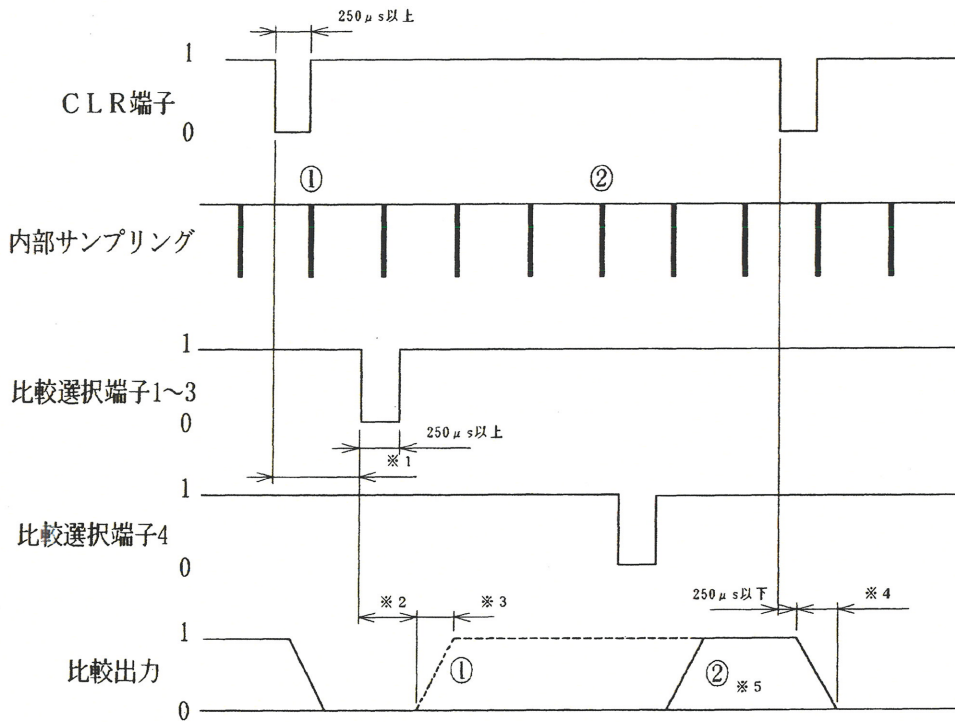 250μs以上
1
CLR端子
0
① ②
内部サンプリング
1
比較選択端子1～3
0
250μs以上
※1
1
比較選択端子4
0
※2 ※3 250μs以下 ※4
1
比較出力 ① ② ※5
0